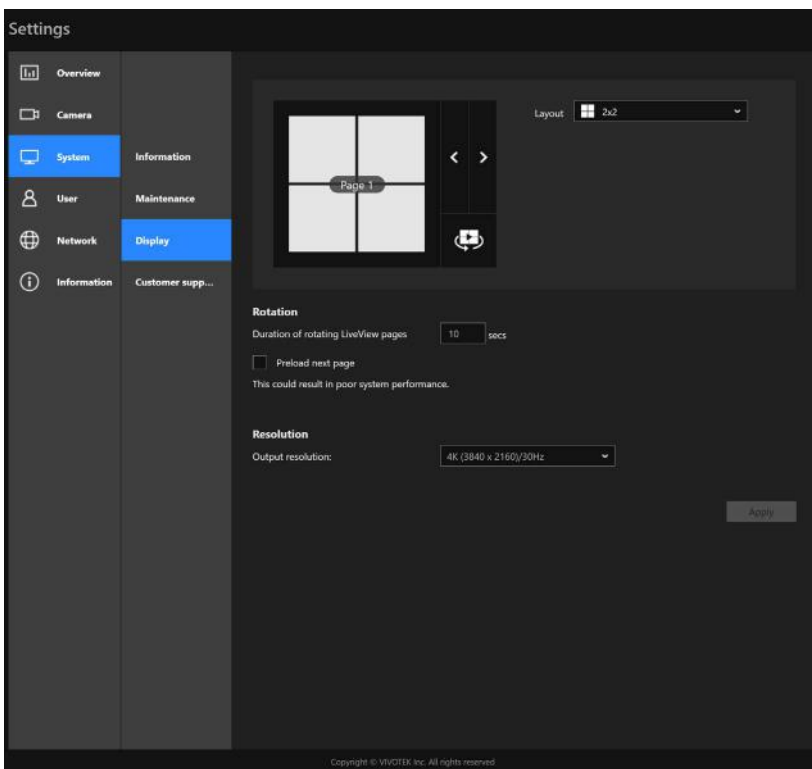 Settings
Overview
Camera
System
User
Network
Information
Information
Maintenance
Display
Customer supp...
Page 1
Layout 2x2
Rotation
Duration of rotating LiveView pages 10 secs
Preload next page
This could result in poor system performance.
Resolution
Output resolution: 4K (3840 x 2160)/30Hz
Apply
Copyright © VIVOTEK Inc. All rights reserved